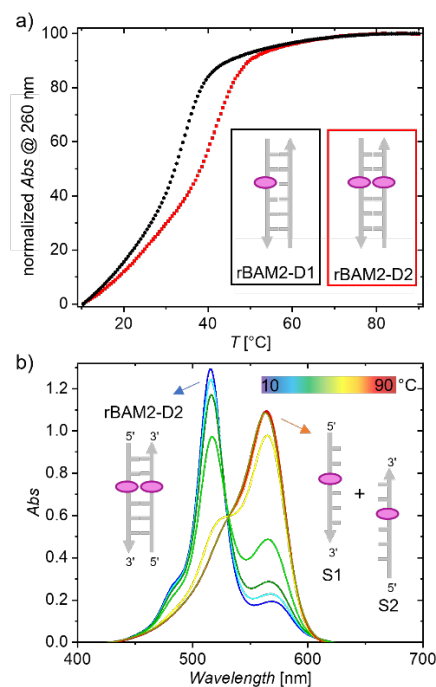 a)
normalized Abs @ 260 nm
100
80
60
40
20
0
rBAM2-D1
rBAM2-D2
20
40
60
80
T [°C]
b)
1.2
1.0
0.8
0.6
0.4
0.2
0.0
Abs
rBAM2-D2
5'
3'
3'
5'
10
90
°C
5'
3'
S1
+
3'
5'
S2
400
500
600
700
Wavelength [nm]